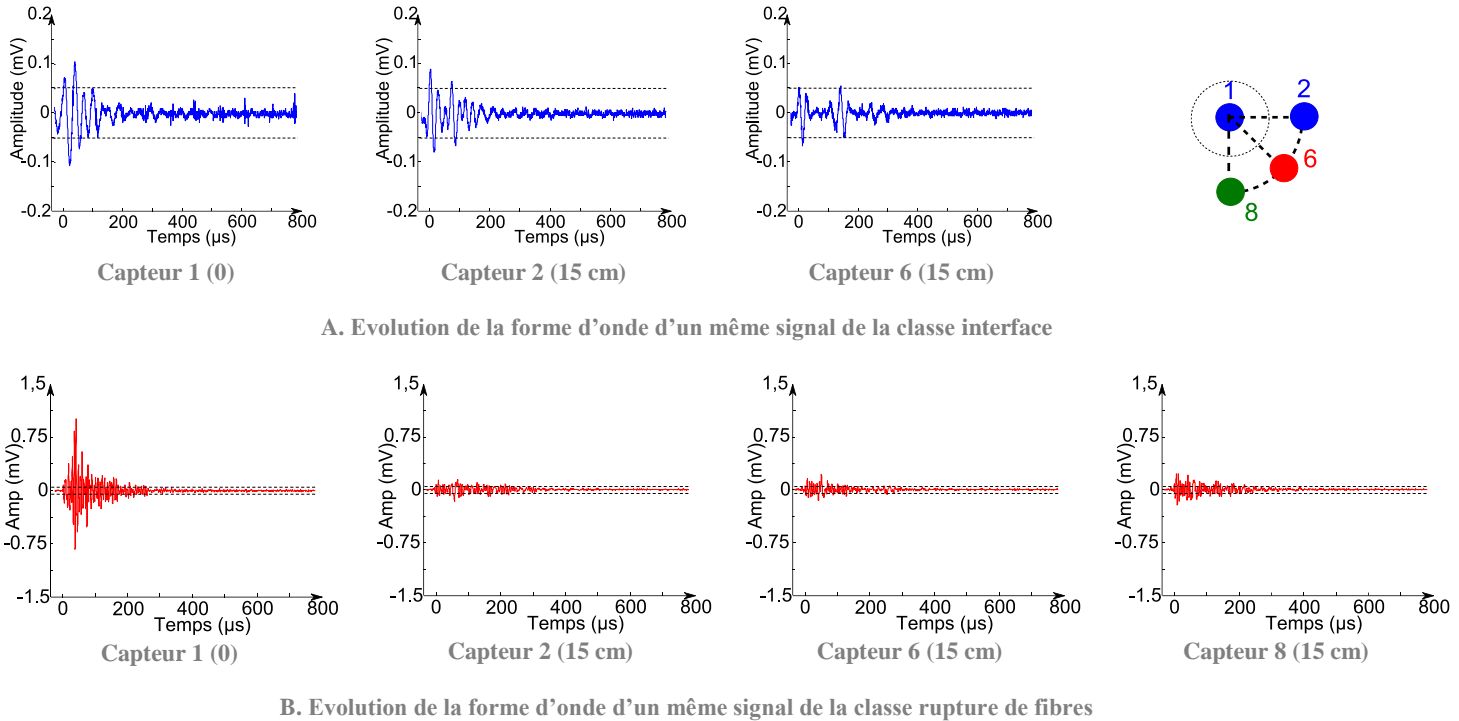 0.2
0.1
0
-0.1
-0.2
Amplitude (mV)
0 100 200 300 400 500 600 700 800
Temps (µs)
Capteur 1 (0)
0.2
0.1
0
-0.1
-0.2
Amplitude (mV)
0 200 400 600 800
Temps (µs)
Capteur 2 (15 cm)
0.2
0.1
0
-0.1
-0.2
Amplitude (mV)
0 200 400 600 800
Temps (µs)
Capteur 6 (15 cm)
1 2
6
8
A. Evolution de la forme d’onde d’un même signal de la classe interface
1,5
0.75
0
-0.75
-1.5
Amp (mV)
0 200 400 600 800
Temps (µs)
Capteur 1 (0)
1,5
0.75
0
-0.75
-1.5
Amp (mV)
0 200 400 600 800
Temps (µs)
Capteur 2 (15 cm)
1,5
0.75
0
-0.75
-1.5
Amp (mV)
0 200 400 600 800
Temps (µs)
Capteur 6 (15 cm)
1,5
0.75
0
-0.75
-1.5
Amp (mV)
0 200 400 600 800
Temps (µs)
Capteur 8 (15 cm)
B. Evolution de la forme d’onde d’un même signal de la classe rupture de fibres